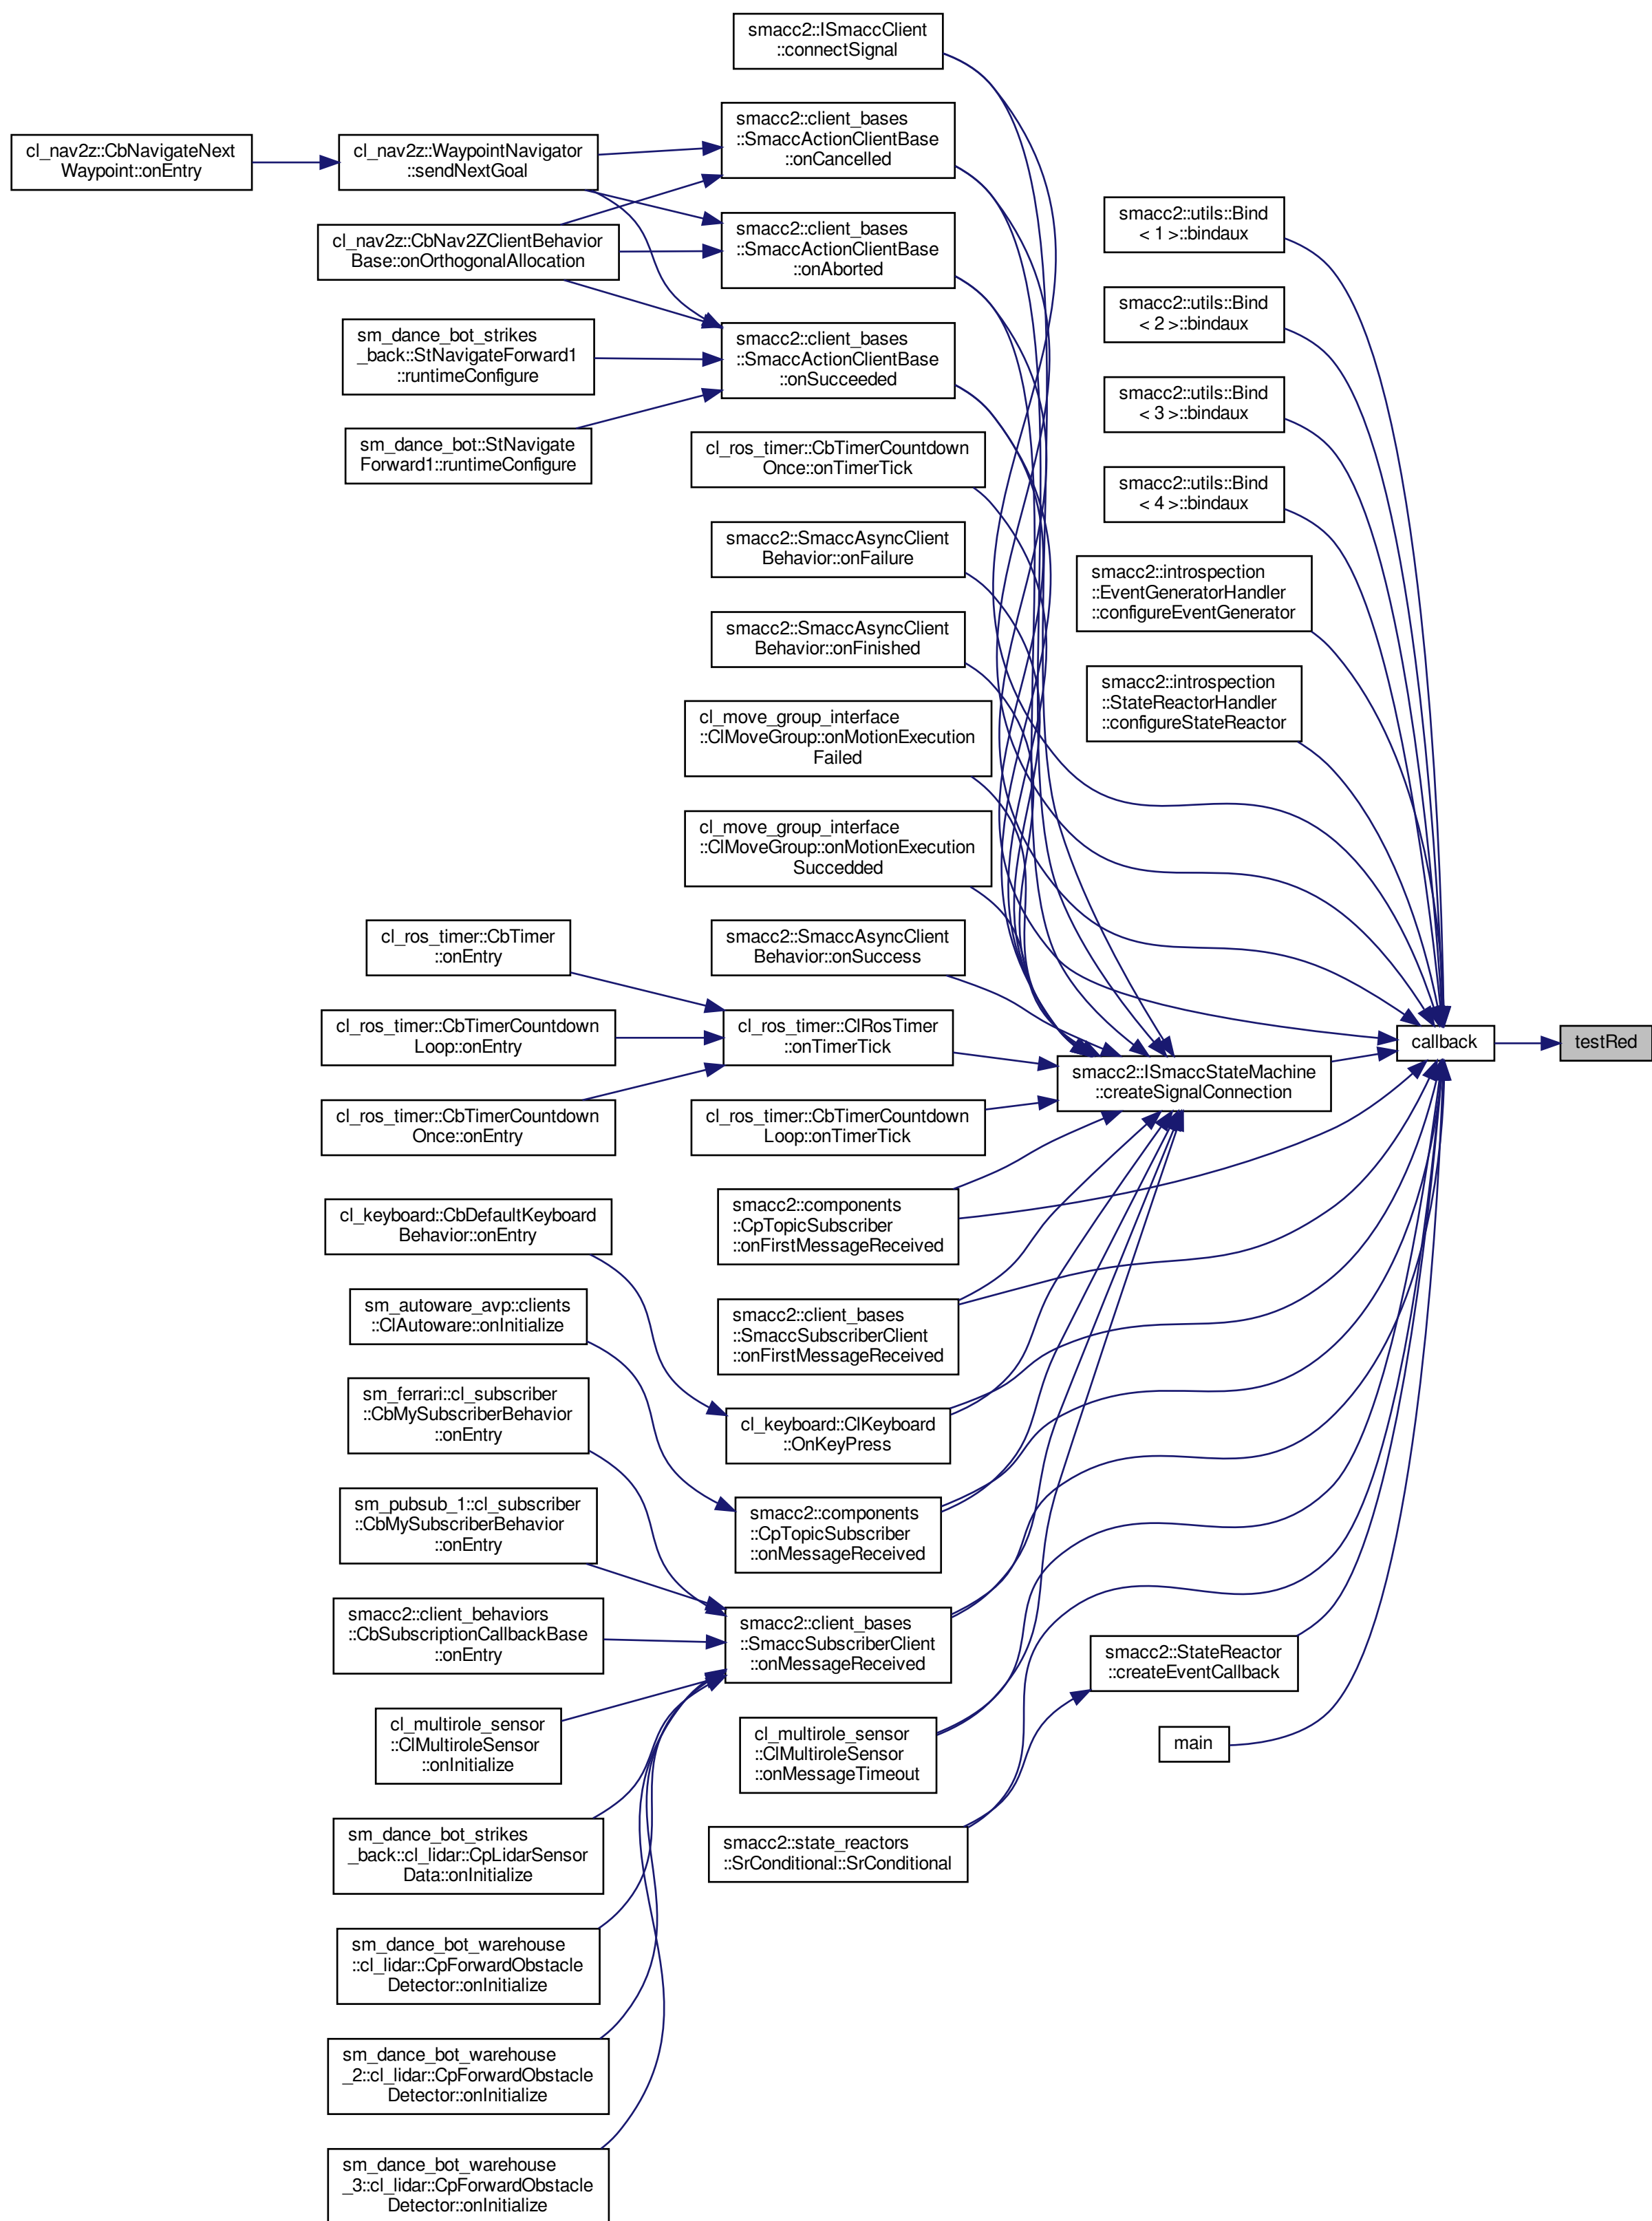 smacc2::ISmaccClient
::connectSignal
smacc2::client_bases
::SmaccActionClientBase
::onCancelled
cl_nav2z::CbNavigateNext
Waypoint::onEntry
cl_nav2z::WaypointNavigator
::sendNextGoal
smacc2::utils::Bind
< 1 >::bindaux
smacc2::client_bases
::SmaccActionClientBase
::onAborted
cl_nav2z::CbNav2ZClientBehavior
Base::onOrthogonalAllocation
smacc2::utils::Bind
< 2 >::bindaux
sm_dance_bot_strikes
_back::StNavigateForward1
::runtimeConfigure
smacc2::client_bases
::SmaccActionClientBase
::onSucceeded
smacc2::utils::Bind
< 3 >::bindaux
sm_dance_bot::StNavigate
Forward1::runtimeConfigure
cl_ros_timer::CbTimerCountdown
Once::onTimerTick
smacc2::utils::Bind
< 4 >::bindaux
smacc2::SmaccAsyncClient
Behavior::onFailure
smacc2::introspection
::EventGeneratorHandler
::configureEventGenerator
smacc2::SmaccAsyncClient
Behavior::onFinished
smacc2::introspection
::StateReactorHandler
::configureStateReactor
cl_move_group_interface
::ClMoveGroup::onMotionExecution
Failed
cl_move_group_interface
::ClMoveGroup::onMotionExecution
Succedded
cl_ros_timer::CbTimer
::onEntry
smacc2::SmaccAsyncClient
Behavior::onSuccess
cl_ros_timer::CbTimerCountdown
Loop::onEntry
cl_ros_timer::ClRosTimer
::onTimerTick
callback
testRed
smacc2::ISmaccStateMachine
::createSignalConnection
cl_ros_timer::CbTimerCountdown
Once::onEntry
cl_ros_timer::CbTimerCountdown
Loop::onTimerTick
cl_keyboard::CbDefaultKeyboard
Behavior::onEntry
smacc2::components
::CpTopicSubscriber
::onFirstMessageReceived
sm_autoware_avp::clients
::ClAutoware::onInitialize
smacc2::client_bases
::SmaccSubscriberClient
::onFirstMessageReceived
sm_ferrari::cl_subscriber
::CbMySubscriberBehavior
::onEntry
cl_keyboard::ClKeyboard
::OnKeyPress
sm_pubsub_1::cl_subscriber
::CbMySubscriberBehavior
::onEntry
smacc2::components
::CpTopicSubscriber
::onMessageReceived
smacc2::client_behaviors
::CbSubscriptionCallbackBase
::onEntry
smacc2::client_bases
::SmaccSubscriberClient
::onMessageReceived
smacc2::StateReactor
::createEventCallback
cl_multirole_sensor
::ClMultiroleSensor
::onInitialize
cl_multirole_sensor
::ClMultiroleSensor
::onMessageTimeout
main
sm_dance_bot_strikes
_back::cl_lidar::CpLidarSensor
Data::onInitialize
smacc2::state_reactors
::SrConditional::SrConditional
sm_dance_bot_warehouse
::cl_lidar::CpForwardObstacle
Detector::onInitialize
sm_dance_bot_warehouse
_2::cl_lidar::CpForwardObstacle
Detector::onInitialize
sm_dance_bot_warehouse
_3::cl_lidar::CpForwardObstacle
Detector::onInitialize